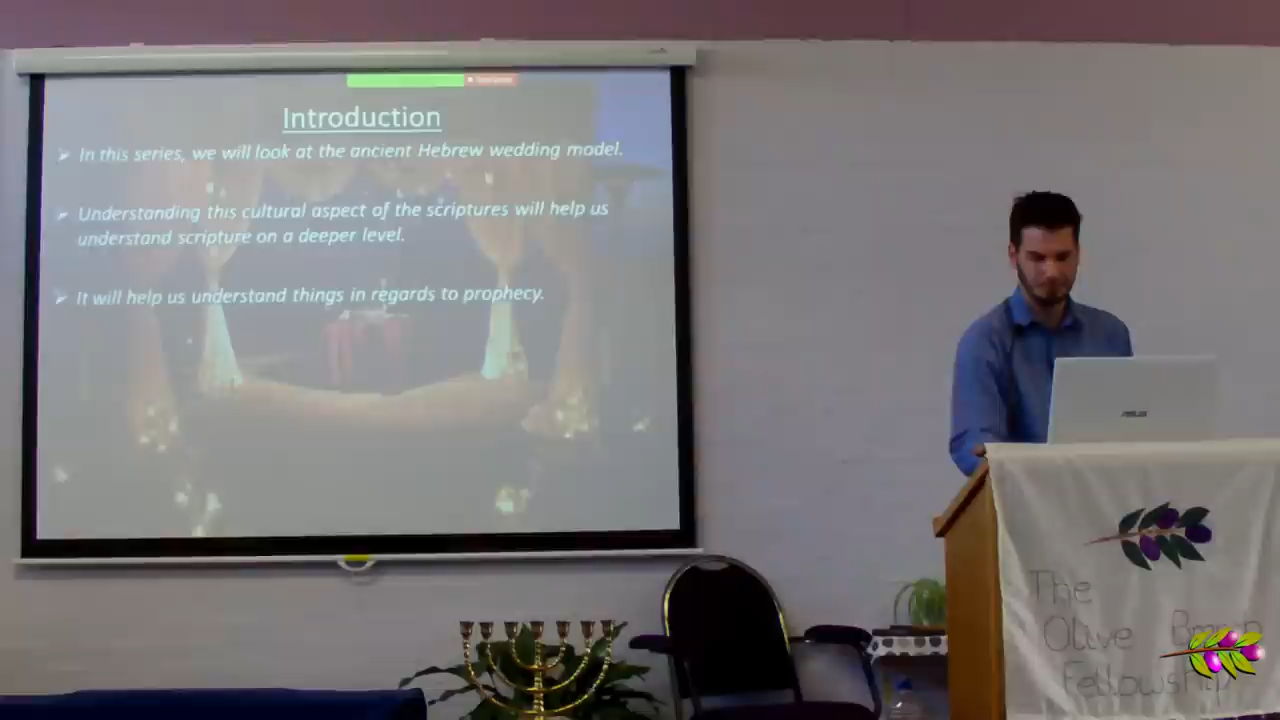 Introduction
➢ In this series, we will look at the ancient Hebrew wedding model.
➢ Understanding this cultural aspect of the scriptures will help us
understand scripture on a deeper level.
➢ It will help us understand things in regards to prophecy.
ASUS
The
Olive Branch
Fellowship